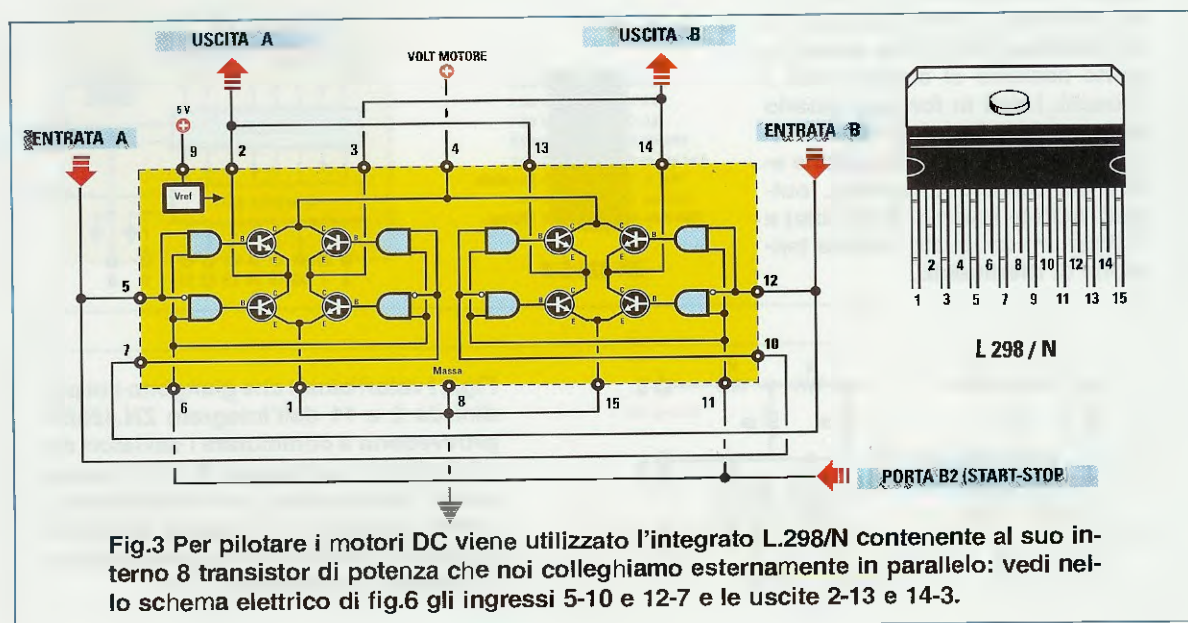 USCITA A
USCITA B
VOLT MOTORE
5 V
ENTRATA A
ENTRATA B
9 2 3 4 13 14
Vref
B C B C
E E
B C B C
E E
5 12
7 10
Massa
6 1 8 15 11
PORTA B2 (START-STOP
2 4 6 8 10 12 14
1 3 5 7 9 11 13 15
L 298 / N
Fig.3 Per pilotare i motori DC viene utilizzato l'integrato L.298/N contenente al suo in-
terno 8 transistor di potenza che noi colleghiamo esternamente in parallelo: vedi nel-
lo schema elettrico di fig.6 gli ingressi 5-10 e 12-7 e le uscite 2-13 e 14-3.